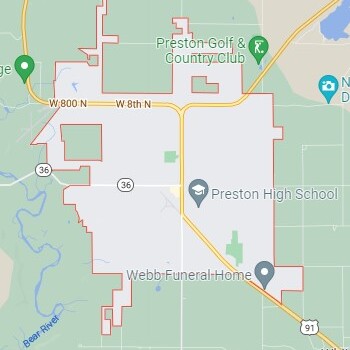 Preston Golf &
Country Club
ge
N
D
W 800 N
W 8th N
36
36
Preston High School
Webb Funeral Home
91
Bear River